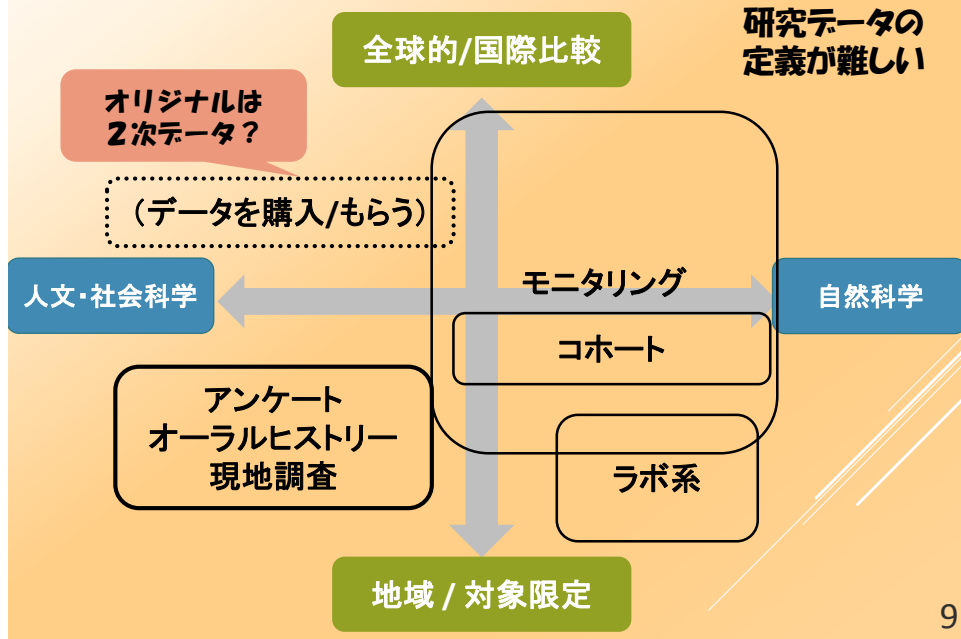 研究データの
定義が難しい
全球的/国際比較
オリジナルは
2次データ？
（データを購入/もらう）
人文・社会科学
モニタリング
自然科学
コホート
アンケート
オーラルヒストリー
現地調査
ラボ系
地域 / 対象限定
9